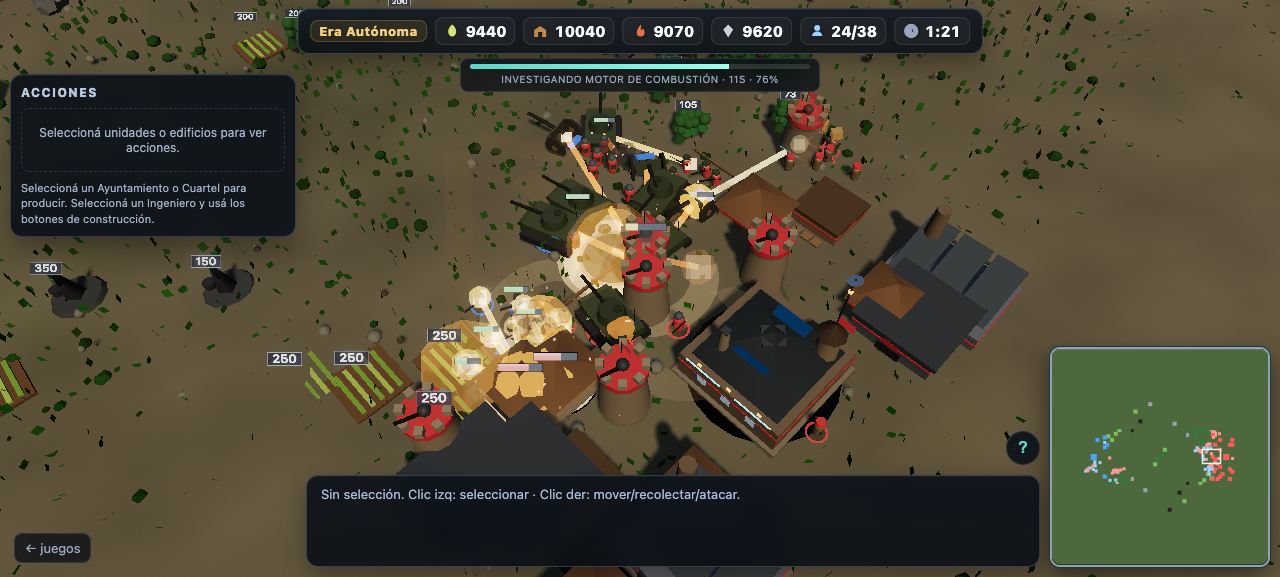 200
200
Era Autónoma
9440
10040
9070
9620
24/38
1:21
INVESTIGANDO MOTOR DE COMBUSTIÓN · 11S · 76%
ACCIONES
Seleccioná unidades o edificios para ver
acciones.
Seleccioná un Ayuntamiento o Cuartel para
producir. Seleccioná un Ingeniero y usá los
botones de construcción.
105
73
350
150
250
250
250
250
?
Sin selección. Clic izq: seleccionar · Clic der: mover/recolectar/atacar.
← juegos